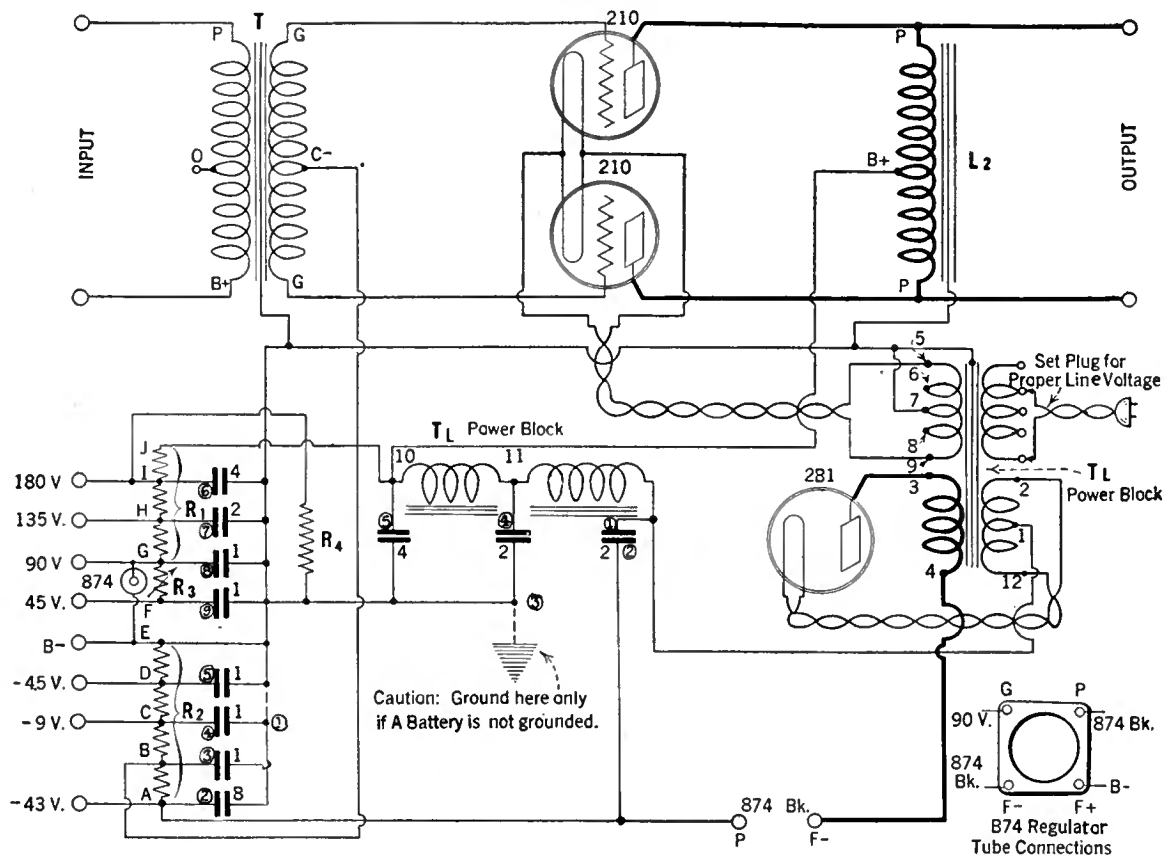 T
P
G
210
P
INPUT
O
C-
210
B+
L2
OUTPUT
B+
G
P
5
6
7
8
9
Set Plug for
Proper Line Voltage
TL Power Block
J
I
H
G
F
E
D
C
B
A
180 V
135 V.
90 V
45 V.
B-
-4.5 V.
-9 V.
-43 V.
874
R1
R3
R2
R4
⑥ 4
⑦ 2
⑧ 1
⑨ 1
⑤ 1
④ 1
③ 1
② 8
①
10
11
⑤ 4
④ 2
① 2 ②
③
281
3
4
2
1
12
TL
Power Block
Caution: Ground here only
if A Battery is not grounded.
874 Bk.
P
F-
G
P
90 V.
874 Bk.
874
Bk.
B-
F-
F+
B74 Regulator
Tube Connections